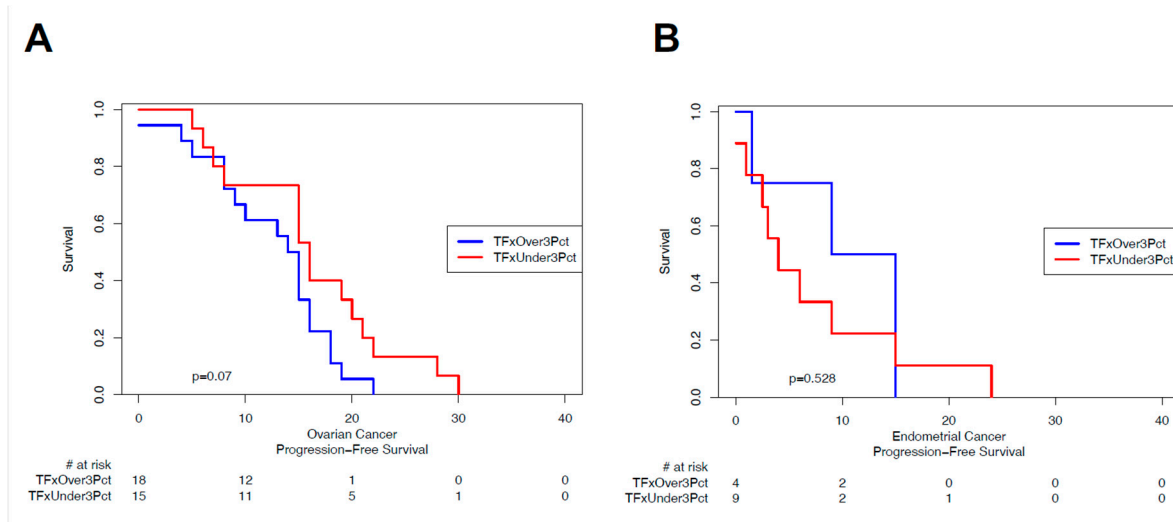 A
1.0
0.8
0.6
0.4
0.2
0.0
Survival
TFxOver3Pct
TFxUnder3Pct
p=0.07
0 10 20 30 40
Ovarian Cancer
Progression-Free Survival
# at risk
TFxOver3Pct 18 12 1 0 0
TFxUnder3Pct 15 11 5 1 0
B
1.0
0.8
0.6
0.4
0.2
0.0
Survival
TFxOver3Pct
TFxUnder3Pct
p=0.528
0 10 20 30 40
Endometrial Cancer
Progression-Free Survival
# at risk
TFxOver3Pct 4 2 0 0 0
TFxUnder3Pct 9 2 1 0 0